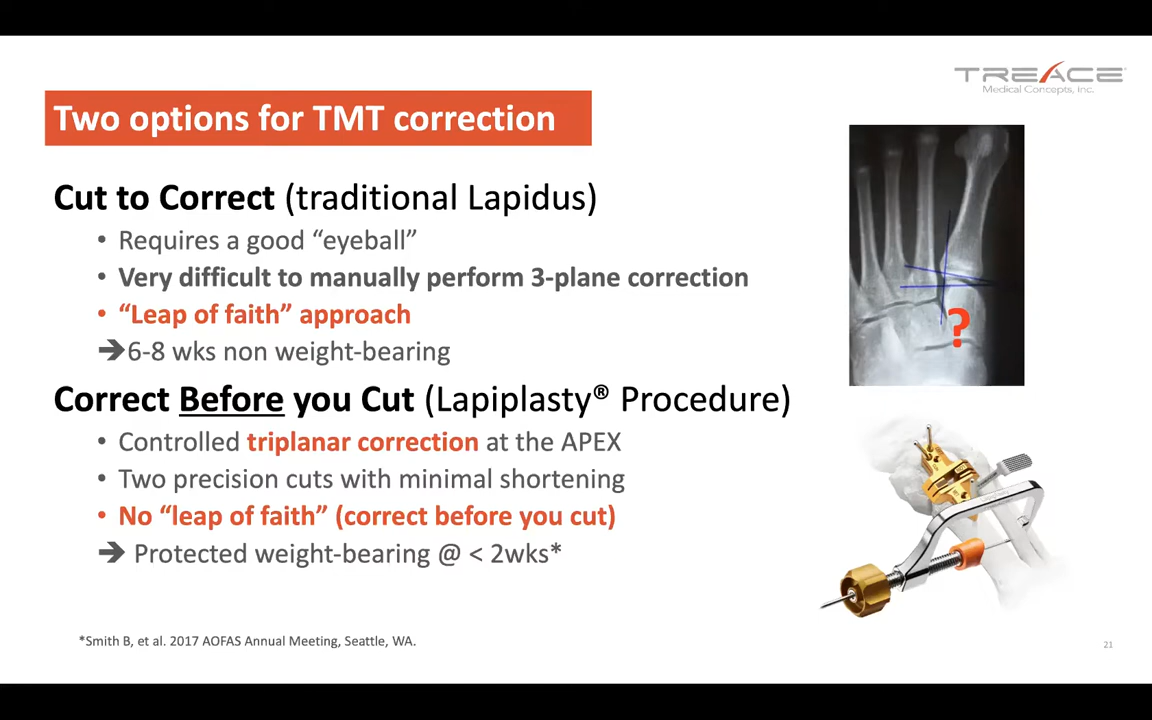 TREACE
Medical Concepts, Inc.
Two options for TMT correction
Cut to Correct (traditional Lapidus)
• Requires a good “eyeball”
• Very difficult to manually perform 3-plane correction
• “Leap of faith” approach
➔6-8 wks non weight-bearing
Correct Before you Cut (Lapiplasty® Procedure)
• Controlled triplanar correction at the APEX
• Two precision cuts with minimal shortening
• No “leap of faith” (correct before you cut)
➔ Protected weight-bearing @ < 2wks*
?
*Smith B, et al. 2017 AOFAS Annual Meeting, Seattle, WA.
21